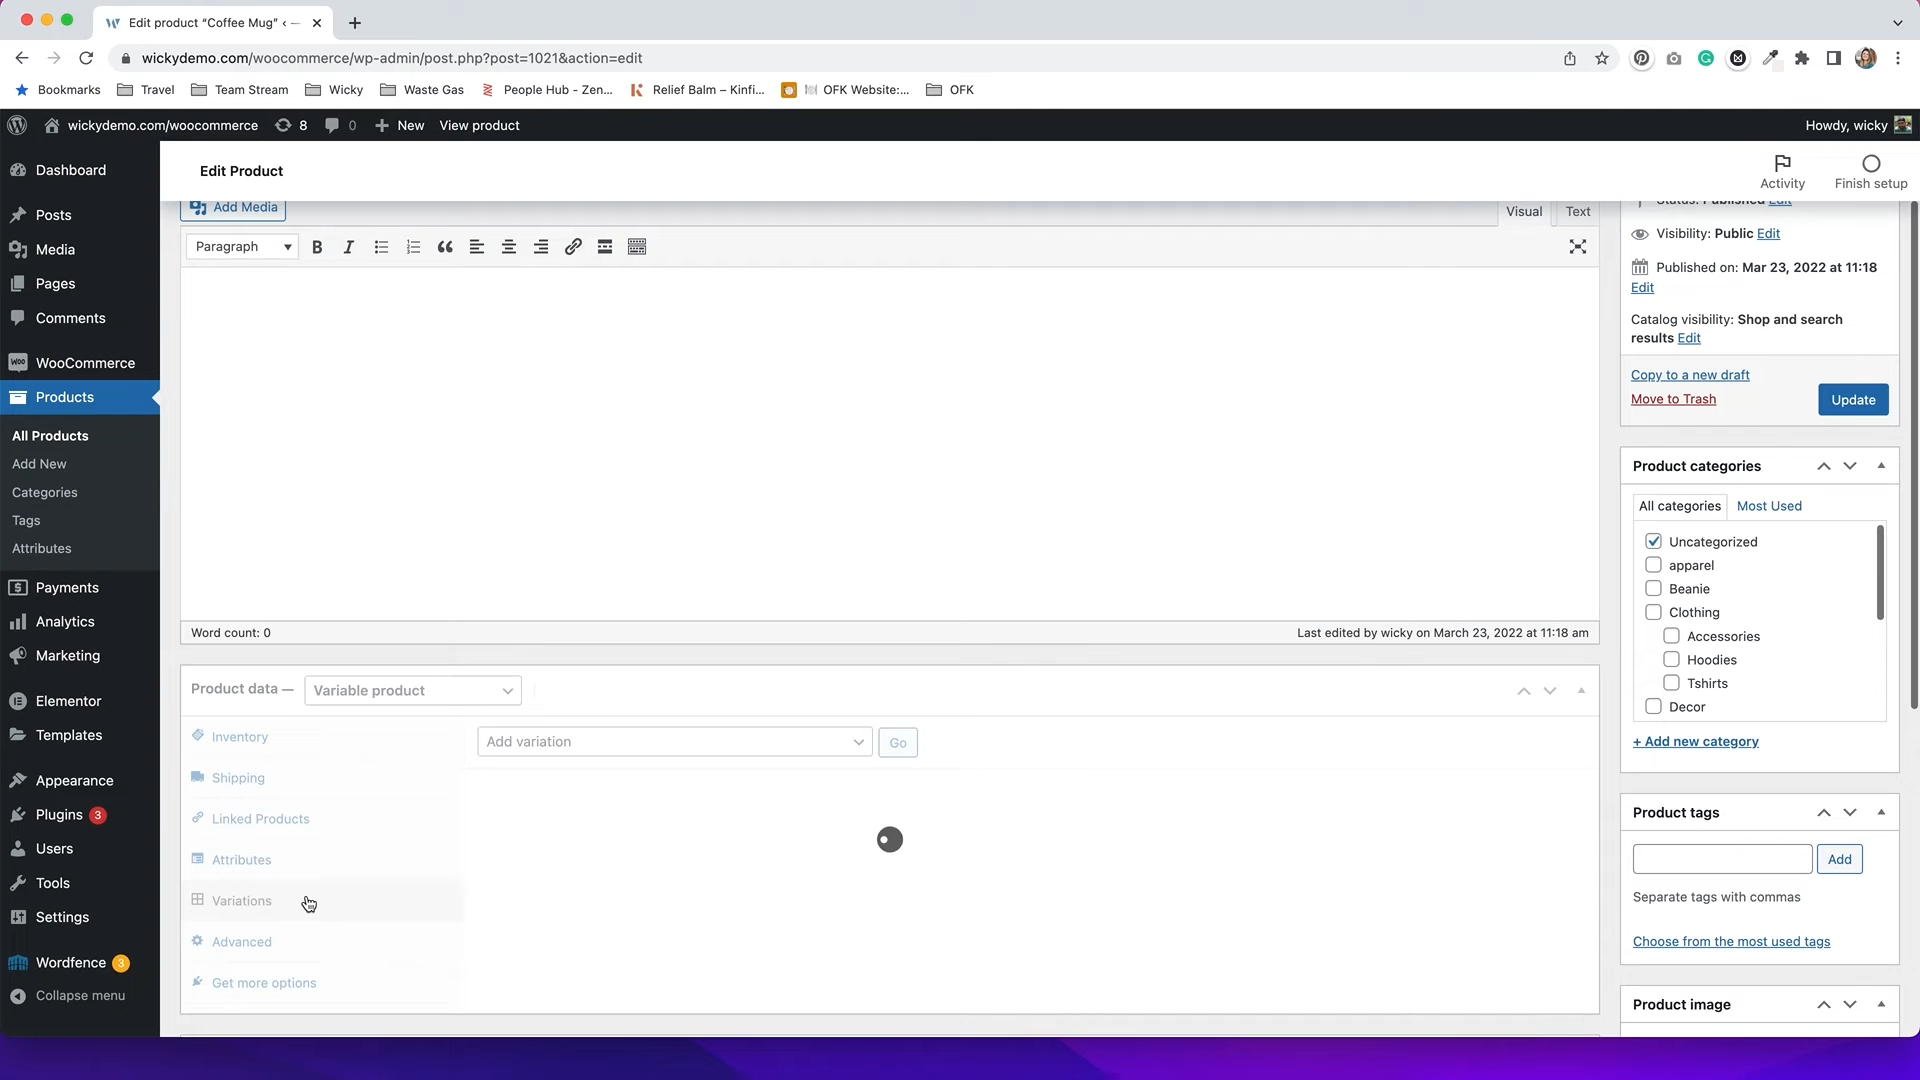 Edit product “Coffee Mug” ‹ —
wickydemo.com/woocommerce/wp-admin/post.php?post=1021&action=edit
Bookmarks Travel Team Stream Wicky Waste Gas People Hub - Zen... Relief Balm – Kinfi... OFK Website:... OFK
wickydemo.com/woocommerce 8 0 New View product Howdy, wicky
Dashboard
Posts
Media
Pages
Comments
WooCommerce
Products
All Products
Add New
Categories
Tags
Attributes
Payments
Analytics
Marketing
Elementor
Templates
Appearance
Plugins 3
Users
Tools
Settings
Wordfence 3
Collapse menu
Edit Product
Activity
Finish setup
Add Media
Visual Text
Paragraph
Word count: 0
Last edited by wicky on March 23, 2022 at 11:18 am
Product data — Variable product
Inventory
Shipping
Linked Products
Attributes
Variations
Advanced
Get more options
Add variation Go
Status: Published Edit
Visibility: Public Edit
Published on: Mar 23, 2022 at 11:18
Edit
Catalog visibility: Shop and search
results Edit
Copy to a new draft
Move to Trash
Update
Product categories
All categories Most Used
Uncategorized
apparel
Beanie
Clothing
Accessories
Hoodies
Tshirts
Decor
+ Add new category
Product tags
Add
Separate tags with commas
Choose from the most used tags
Product image